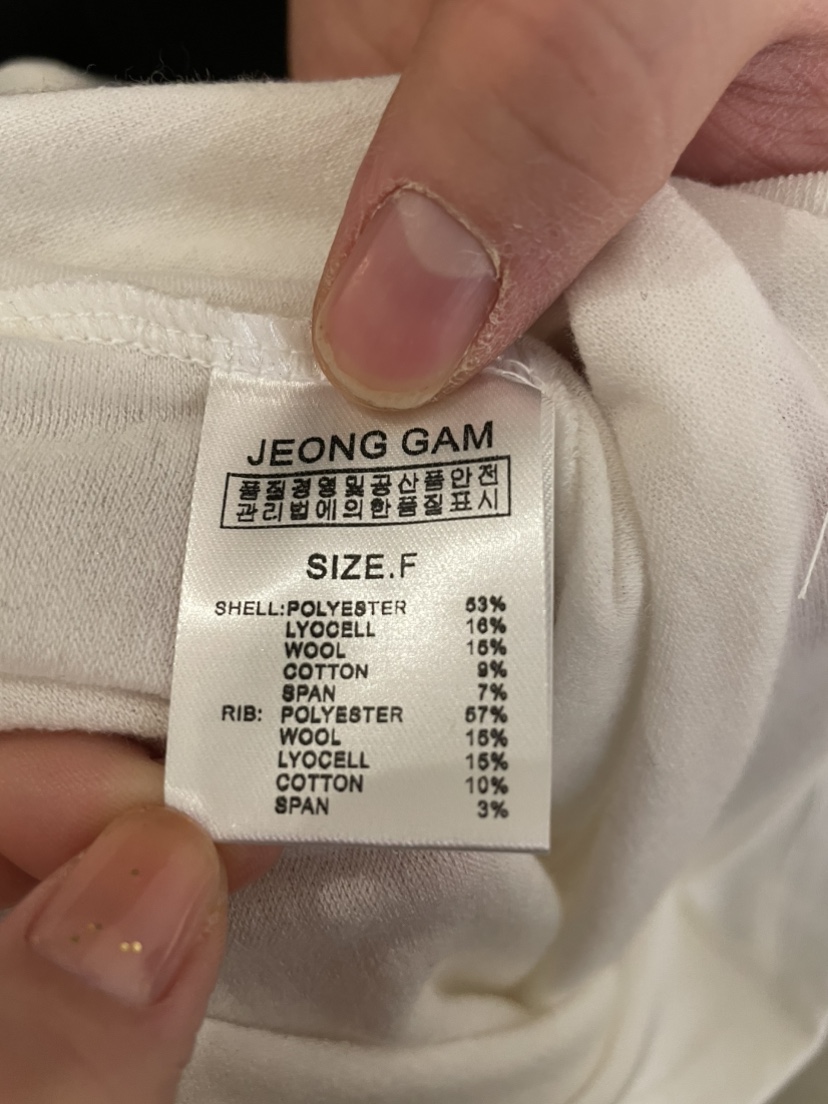 JEONG GAM
품질경영및공산품안전
관리법에의한품질표시
SIZE.F
SHELL:POLYESTER 53%
LYOCELL 16%
WOOL 15%
COTTON 9%
SPAN 7%
RIB: POLYESTER 57%
WOOL 15%
LYOCELL 15%
COTTON 10%
SPAN 3%